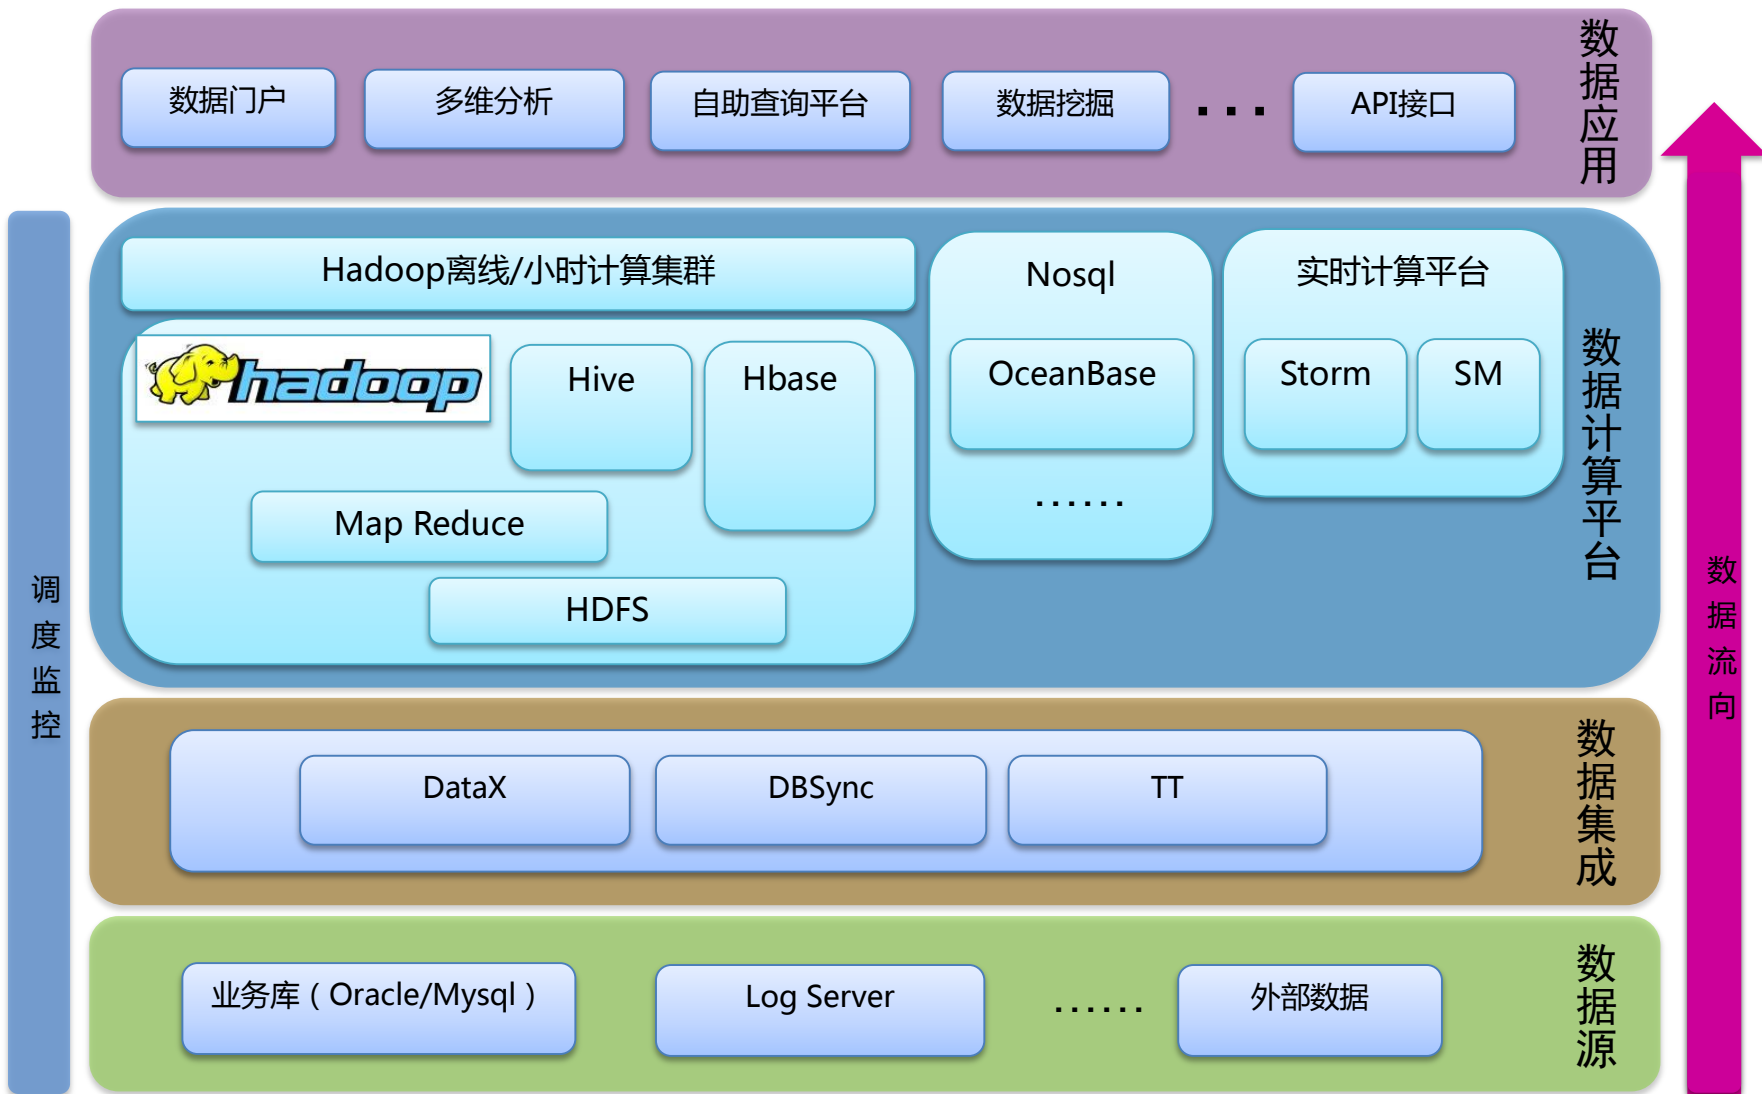 数据应用
数据门户
多维分析
自助查询平台
数据挖掘
...
API接口
数据计算平台
Hadoop离线/小时计算集群
hadoop
Hive
Hbase
Map Reduce
HDFS
Nosql
OceanBase
......
实时计算平台
Storm
SM
数据集成
DataX
DBSync
TT
数据源
业务库（Oracle/Mysql）
Log Server
......
外部数据
调度监控
数据流向